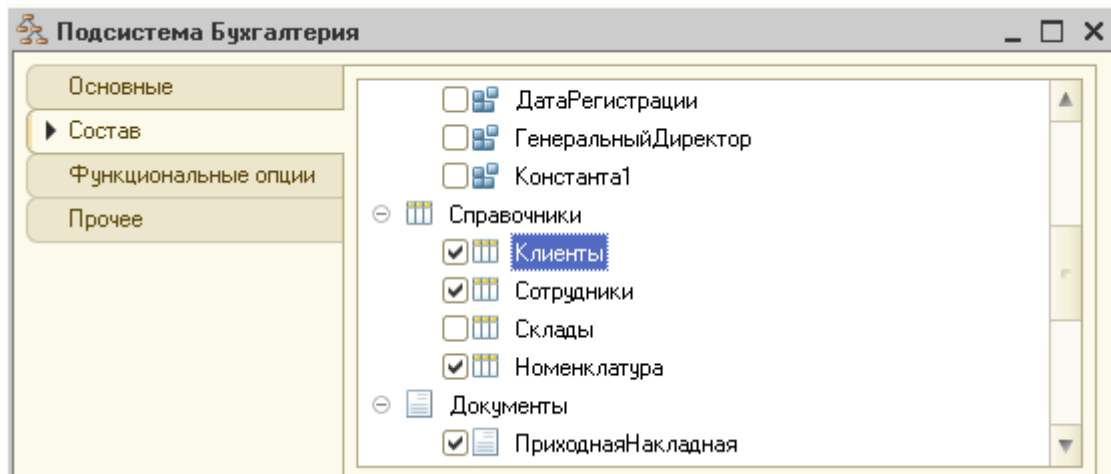 Подсистема Бухгалтерия
Основные
Состав
Функциональные опции
Прочее
ДатаРегистрации
ГенеральныйДиректор
Константа1
Справочники
Клиенты
Сотрудники
Склады
Номенклатура
Документы
ПриходнаяНакладная